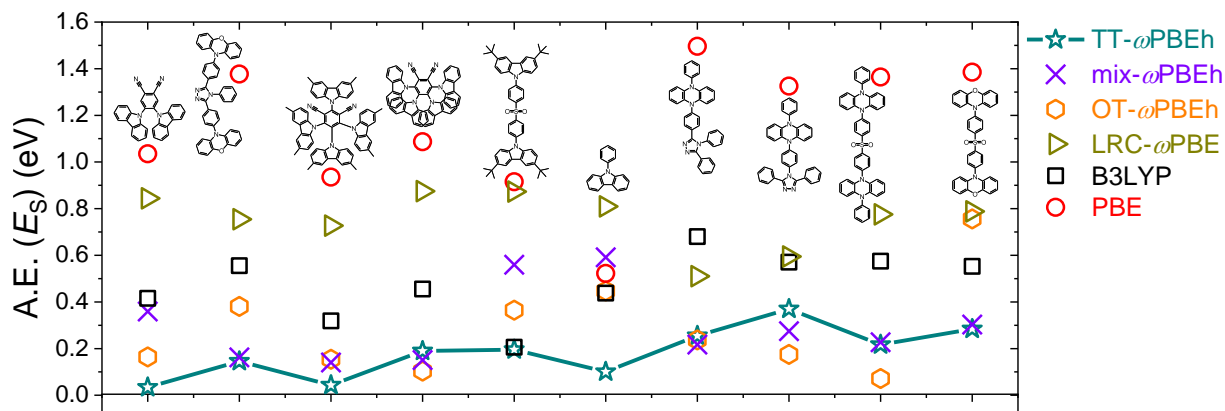 A.E. (E_S) (eV)
1.6
1.4
1.2
1.0
0.8
0.6
0.4
0.2
0.0
TT-ωPBEh
mix-ωPBEh
OT-ωPBEh
LRC-ωPBE
B3LYP
PBE